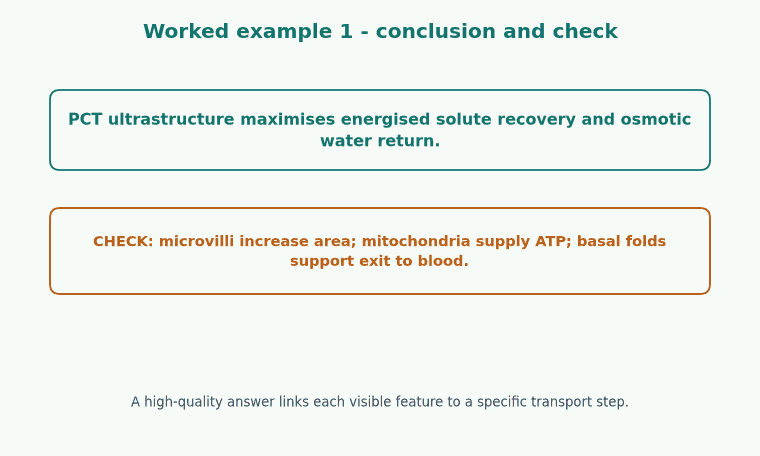 Worked example 1 - conclusion and check
PCT ultrastructure maximises energised solute recovery and osmotic
water return.
CHECK: microvilli increase area; mitochondria supply ATP; basal folds
support exit to blood.
A high-quality answer links each visible feature to a specific transport step.